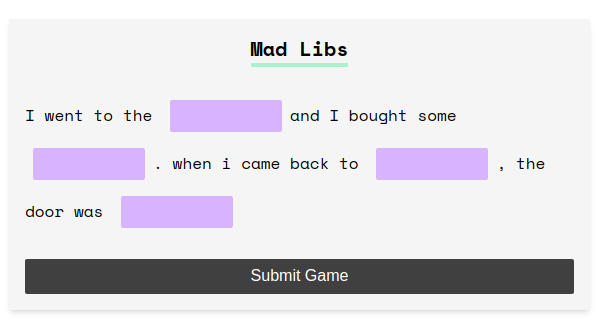 Mad Libs
I went to the and I bought some
. when i came back to , the
door was
Submit Game